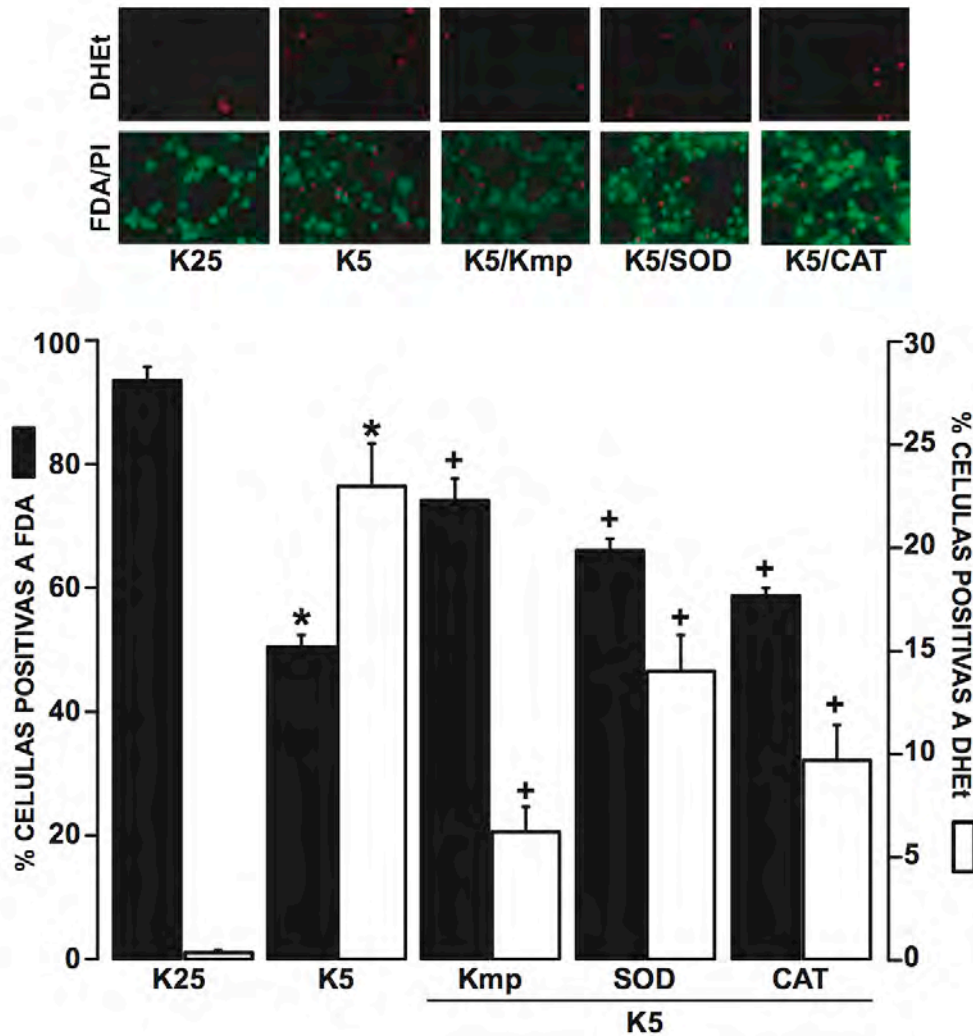 DHEt
FDA/PI
K25 K5 K5/Kmp K5/SOD K5/CAT
% CELULAS POSITIVAS A FDA
100
80
60
40
20
0
* * + + + + + +
30
25
20
15
10
5
0
% CELULAS POSITIVAS A DHEt
K25 K5 Kmp SOD CAT
K5